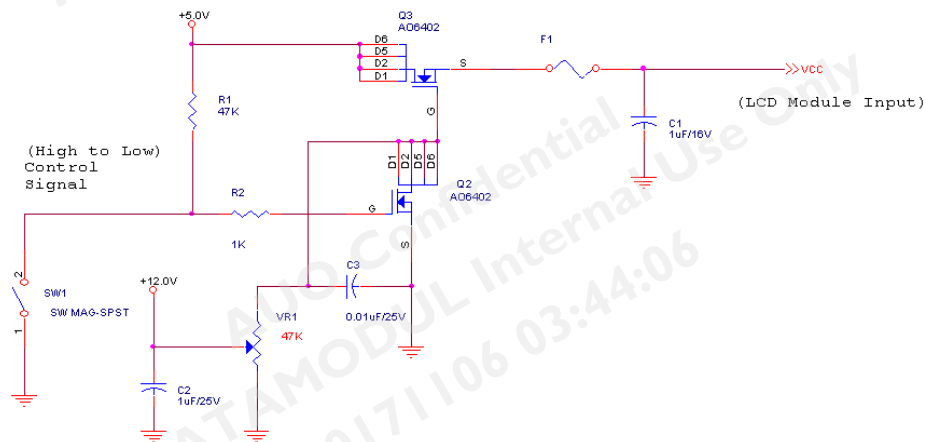 +5.0V
Q3
AO6402
D6
D5
D2
D1
S
G
F1
VCC
(LCD Module Input)
C1
1uF/16V
R1
47K
(High to Low)
Control
Signal
D1
D2
D5
D6
Q2
AO6402
G
S
R2
1K
2
SW1
SW MAG-SPST
1
+12.0V
C3
0.01uF/25V
VR1
47K
C2
1uF/25V
AUO Confidential
ATAMODUL Internal Use Only
0171106 03:44:06